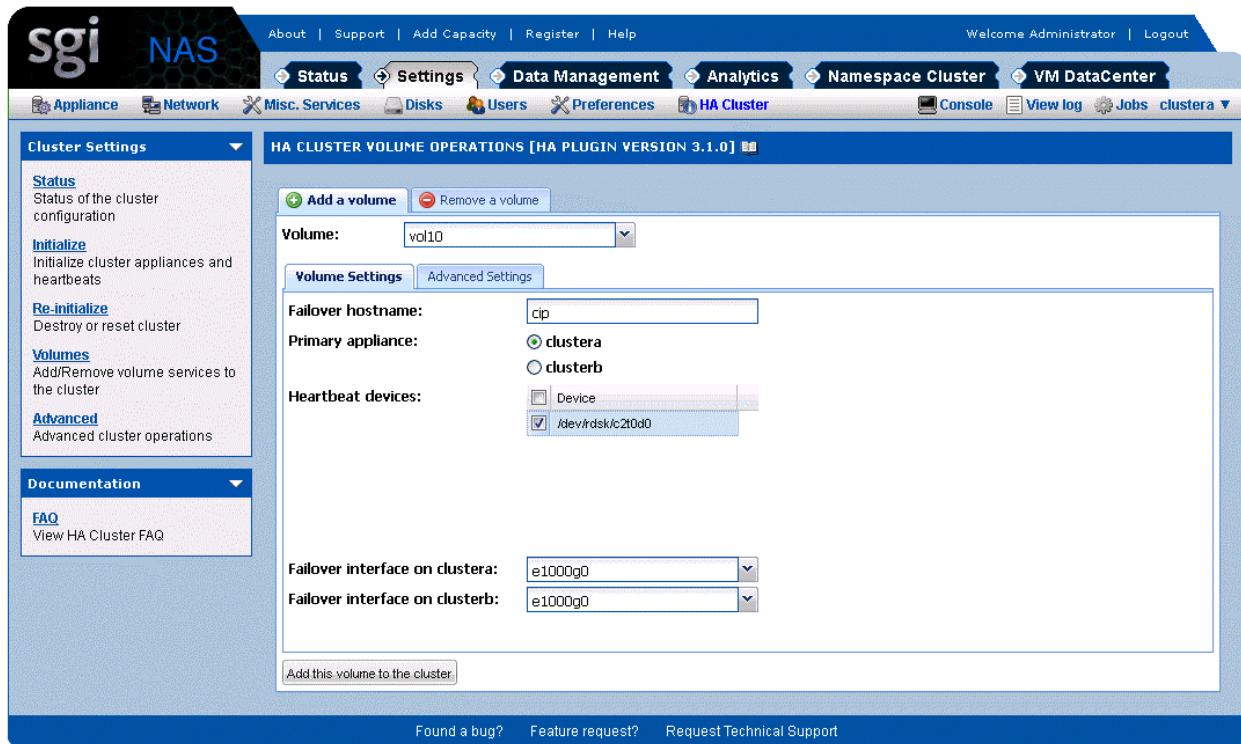 sgi NAS
About | Support | Add Capacity | Register | Help
Welcome Administrator | Logout
Status Settings Data Management Analytics Namespace Cluster VM DataCenter
Appliance Network Misc. Services Disks Users Preferences HA Cluster Console View log Jobs clustera
Cluster Settings
Status
Status of the cluster
configuration
Initialize
Initialize cluster appliances and
heartbeats
Re-initialize
Destroy or reset cluster
Volumes
Add/Remove volume services to
the cluster
Advanced
Advanced cluster operations
Documentation
FAQ
View HA Cluster FAQ
HA CLUSTER VOLUME OPERATIONS [HA PLUGIN VERSION 3.1.0]
Add a volume Remove a volume
Volume: vol10
Volume Settings Advanced Settings
Failover hostname: cip
Primary appliance: clustera
clusterb
Heartbeat devices: Device
/dev/rdsk/c2t0d0
Failover interface on clustera: e1000g0
Failover interface on clusterb: e1000g0
Add this volume to the cluster
Found a bug? Feature request? Request Technical Support